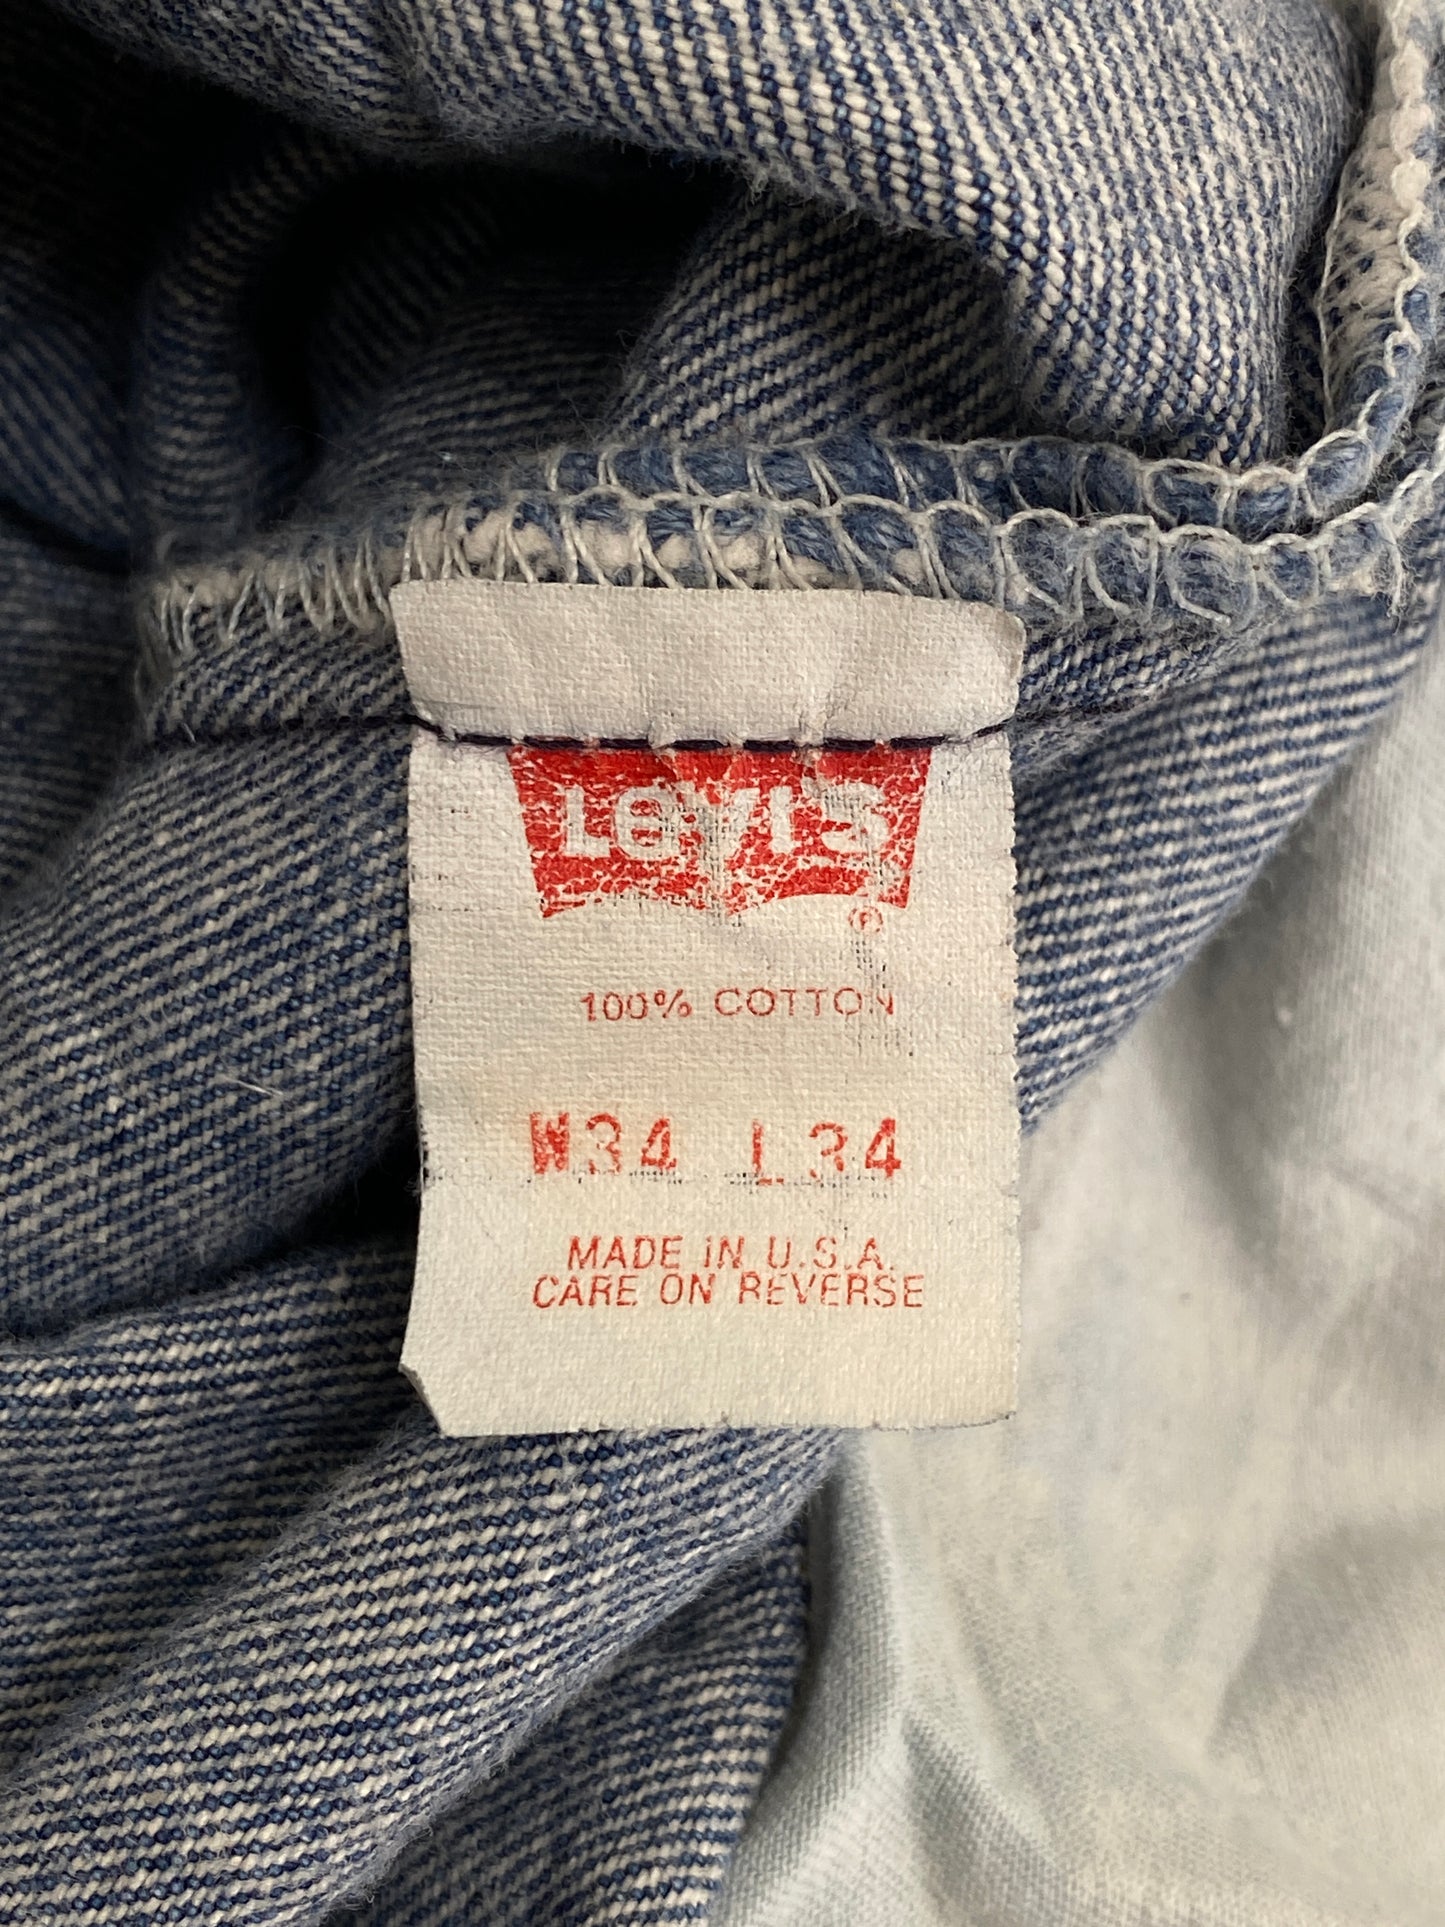 Levi's
®
100% COTTON
W34 L34
MADE IN U.S.A.
CARE ON REVERSE